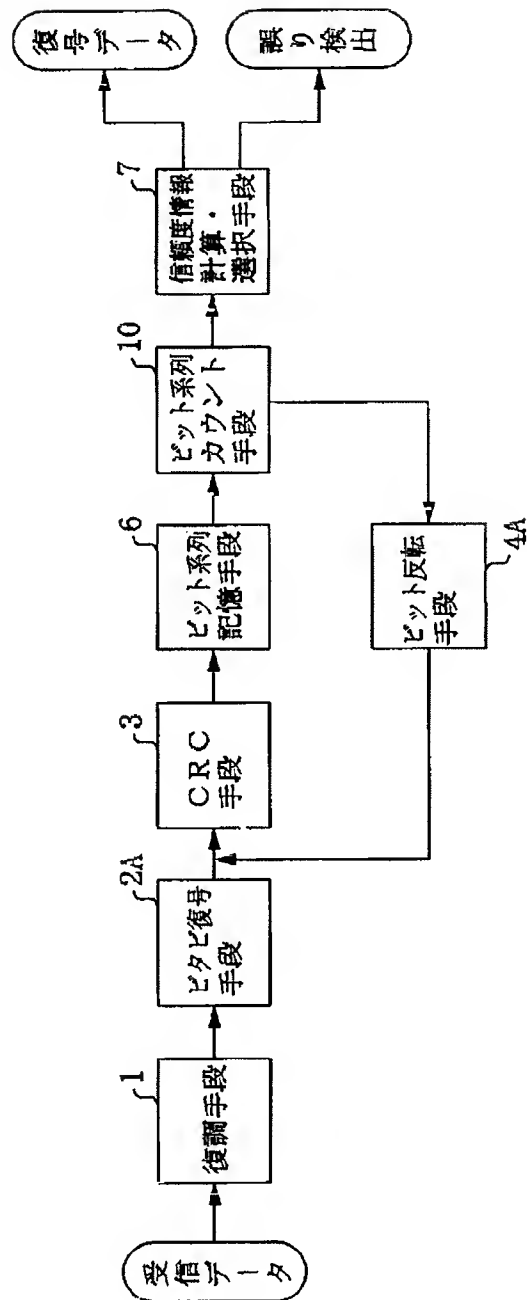 受信データ
1
復調手段
2A
ビタビ復号
手段
3
CRC
手段
6
ビット系列
記憶手段
10
ビット系列
カウント
手段
7
信頼度情報
計算・
選択手段
復号データ
誤り検出
4A
ビット反転
手段